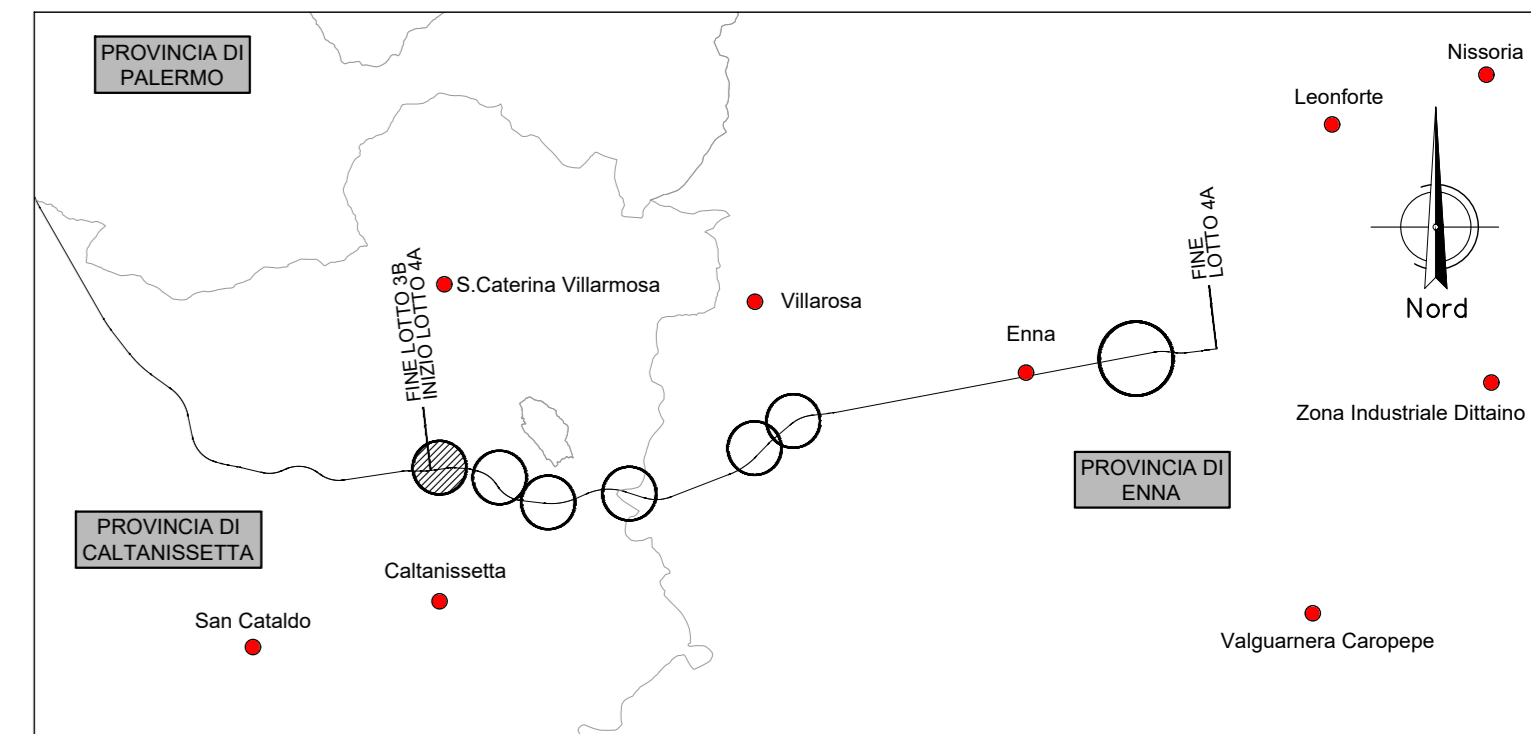 PROVINCIA DI
PALERMO
Nissoria
Leonforte
FINE
LOTTO 4A
Nord
FINE LOTTO 3B
INIZIO LOTTO 4A
S.Caterina Villarmosa
Villarosa
Enna
Zona Industriale Dittaino
PROVINCIA DI
ENNA
PROVINCIA DI
CALTANISSETTA
Caltanissetta
San Cataldo
Valguarnera Caropepe